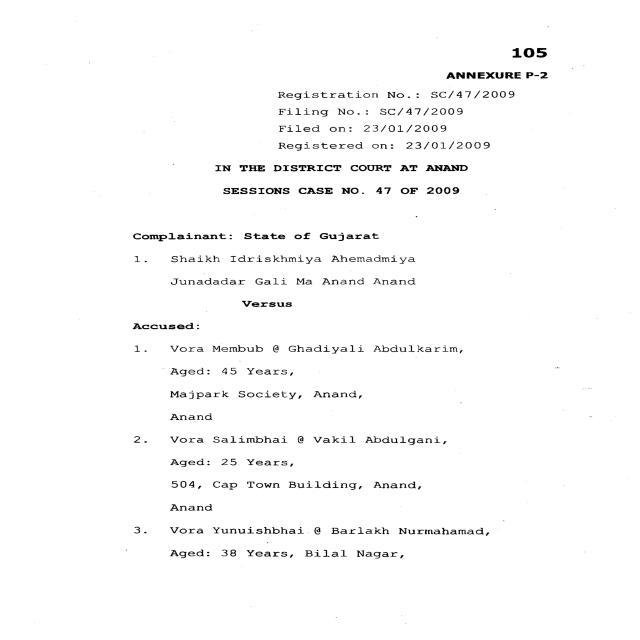 105
ANNEXURE P-2
Registration No.: SC/47/2009
Filing No.: SC/47/2009
Filed on: 23/01/2009
Registered on: 23/01/2009
IN THE DISTRICT COURT AT ANAND
SESSIONS CASE NO. 47 OF 2009
Complainant: State of Gujarat
1. Shaikh Idriskhmiya Ahemadmiya
Junadadar Gali Ma Anand Anand
Versus
Accused:
1. Vora Membub @ Ghadiyali Abdulkarim,
Aged: 45 Years,
Majpark Society, Anand,
Anand
2. Vora Salimbhai @ Vakil Abdulgani,
Aged: 25 Years,
504, Cap Town Building, Anand,
Anand
3. Vora Yunuishbhai @ Barlakh Nurmahamad,
Aged: 38 Years, Bilal Nagar,